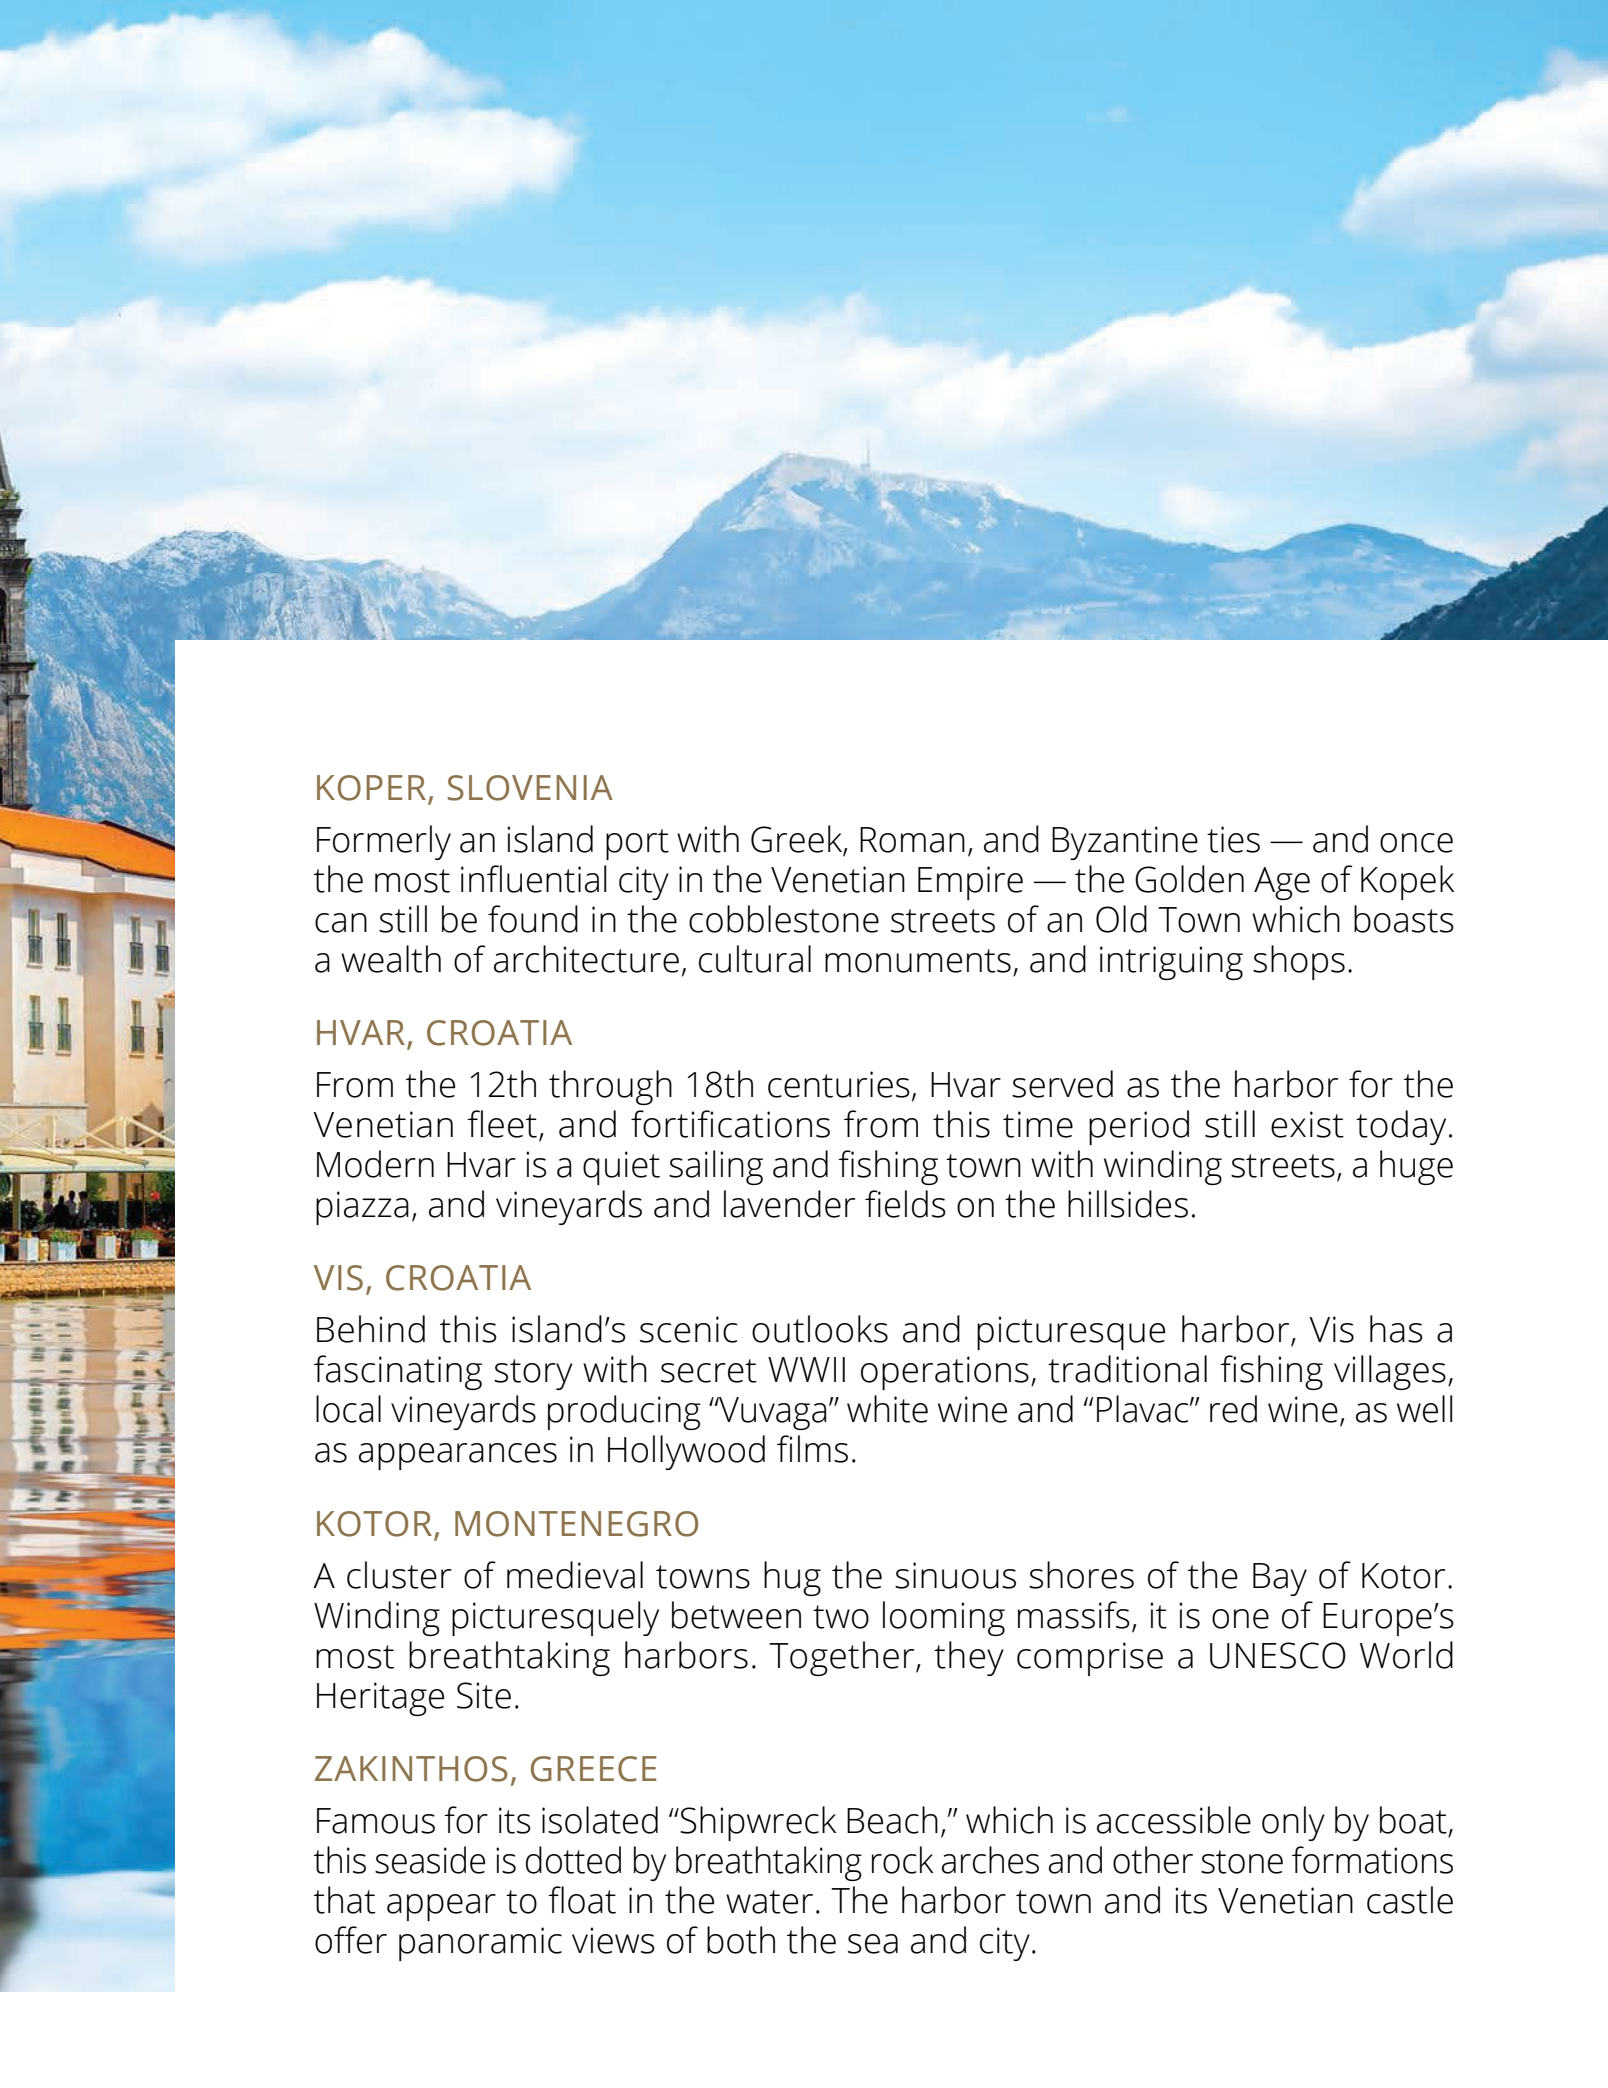 KOPER, SLOVENIA
Formerly an island port with Greek, Roman, and Byzantine ties — and once
the most influential city in the Venetian Empire — the Golden Age of Kopek
can still be found in the cobblestone streets of an Old Town which boasts
a wealth of architecture, cultural monuments, and intriguing shops.
HVAR, CROATIA
From the 12th through 18th centuries, Hvar served as the harbor for the
Venetian fleet, and fortifications from this time period still exist today.
Modern Hvar is a quiet sailing and fishing town with winding streets, a huge
piazza, and vineyards and lavender fields on the hillsides.
VIS, CROATIA
Behind this island’s scenic outlooks and picturesque harbor, Vis has a
fascinating story with secret WWII operations, traditional fishing villages,
local vineyards producing “Vuvaga” white wine and “Plavac” red wine, as well
as appearances in Hollywood films.
KOTOR, MONTENEGRO
A cluster of medieval towns hug the sinuous shores of the Bay of Kotor.
Winding picturesquely between two looming massifs, it is one of Europe’s
most breathtaking harbors. Together, they comprise a UNESCO World
Heritage Site.
ZAKINTHOS, GREECE
Famous for its isolated “Shipwreck Beach,” which is accessible only by boat,
this seaside is dotted by breathtaking rock arches and other stone formations
that appear to float in the water. The harbor town and its Venetian castle
offer panoramic views of both the sea and city.